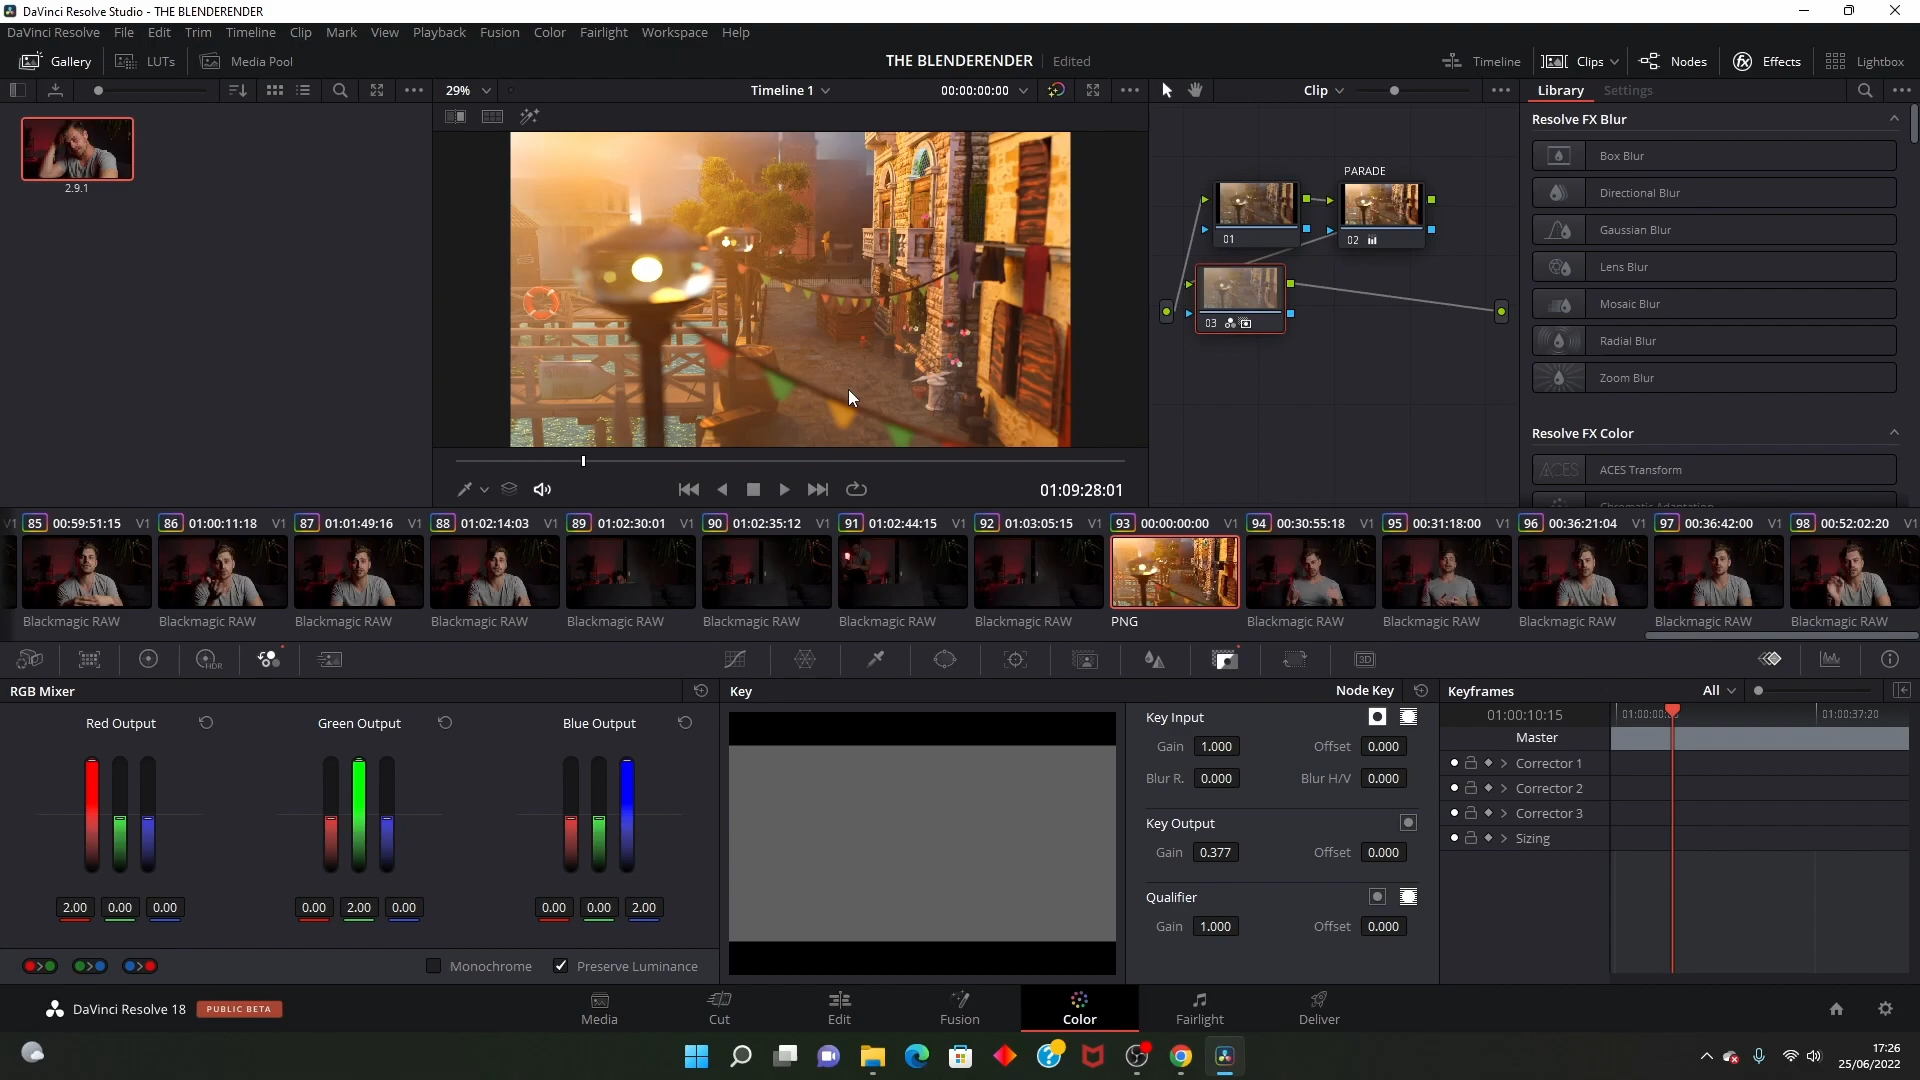 DaVinci Resolve Studio - THE BLENDERENDER
DaVinci Resolve File Edit Trim Timeline Clip Mark View Playback Fusion Color Fairlight Workspace Help
Gallery LUTs Media Pool THE BLENDERENDER Edited Timeline Clips Nodes Effects Lightbox
29% Timeline 1 00:00:00:00 Clip Library Settings
Resolve FX Blur
Box Blur
Directional Blur
Gaussian Blur
Lens Blur
Mosaic Blur
Radial Blur
Zoom Blur
Resolve FX Color
ACES ACES Transform
2.9.1
PARADE
01
02
03
01:09:28:01
85 00:59:51:15 V1 86 01:00:11:18 V1 87 01:01:49:16 V1 88 01:02:14:03 V1 89 01:02:30:01 V1 90 01:02:35:12 V1 91 01:02:44:15 V1 92 01:03:05:15 V1 93 00:00:00:00 V1 94 00:30:55:18 V1 95 00:31:18:00 V1 96 00:36:21:04 V1 97 00:36:42:00 V1 98 00:52:02:20 V1
Blackmagic RAW Blackmagic RAW Blackmagic RAW Blackmagic RAW Blackmagic RAW Blackmagic RAW Blackmagic RAW Blackmagic RAW PNG Blackmagic RAW Blackmagic RAW Blackmagic RAW Blackmagic RAW Blackmagic RAW
HDR 3D
RGB Mixer
Red Output Green Output Blue Output
2.00 0.00 0.00 0.00 2.00 0.00 0.00 0.00 2.00
Monochrome Preserve Luminance
Key Node Key
Key Input
Gain 1.000 Offset 0.000
Blur R. 0.000 Blur H/V 0.000
Key Output
Gain 0.377 Offset 0.000
Qualifier
Gain 1.000 Offset 0.000
Keyframes All
01:00:10:15 01:00:37:20
Master
Corrector 1
Corrector 2
Corrector 3
Sizing
DaVinci Resolve 18 PUBLIC BETA
Media Cut Edit Fusion Color Fairlight Deliver
17:26
25/06/2022